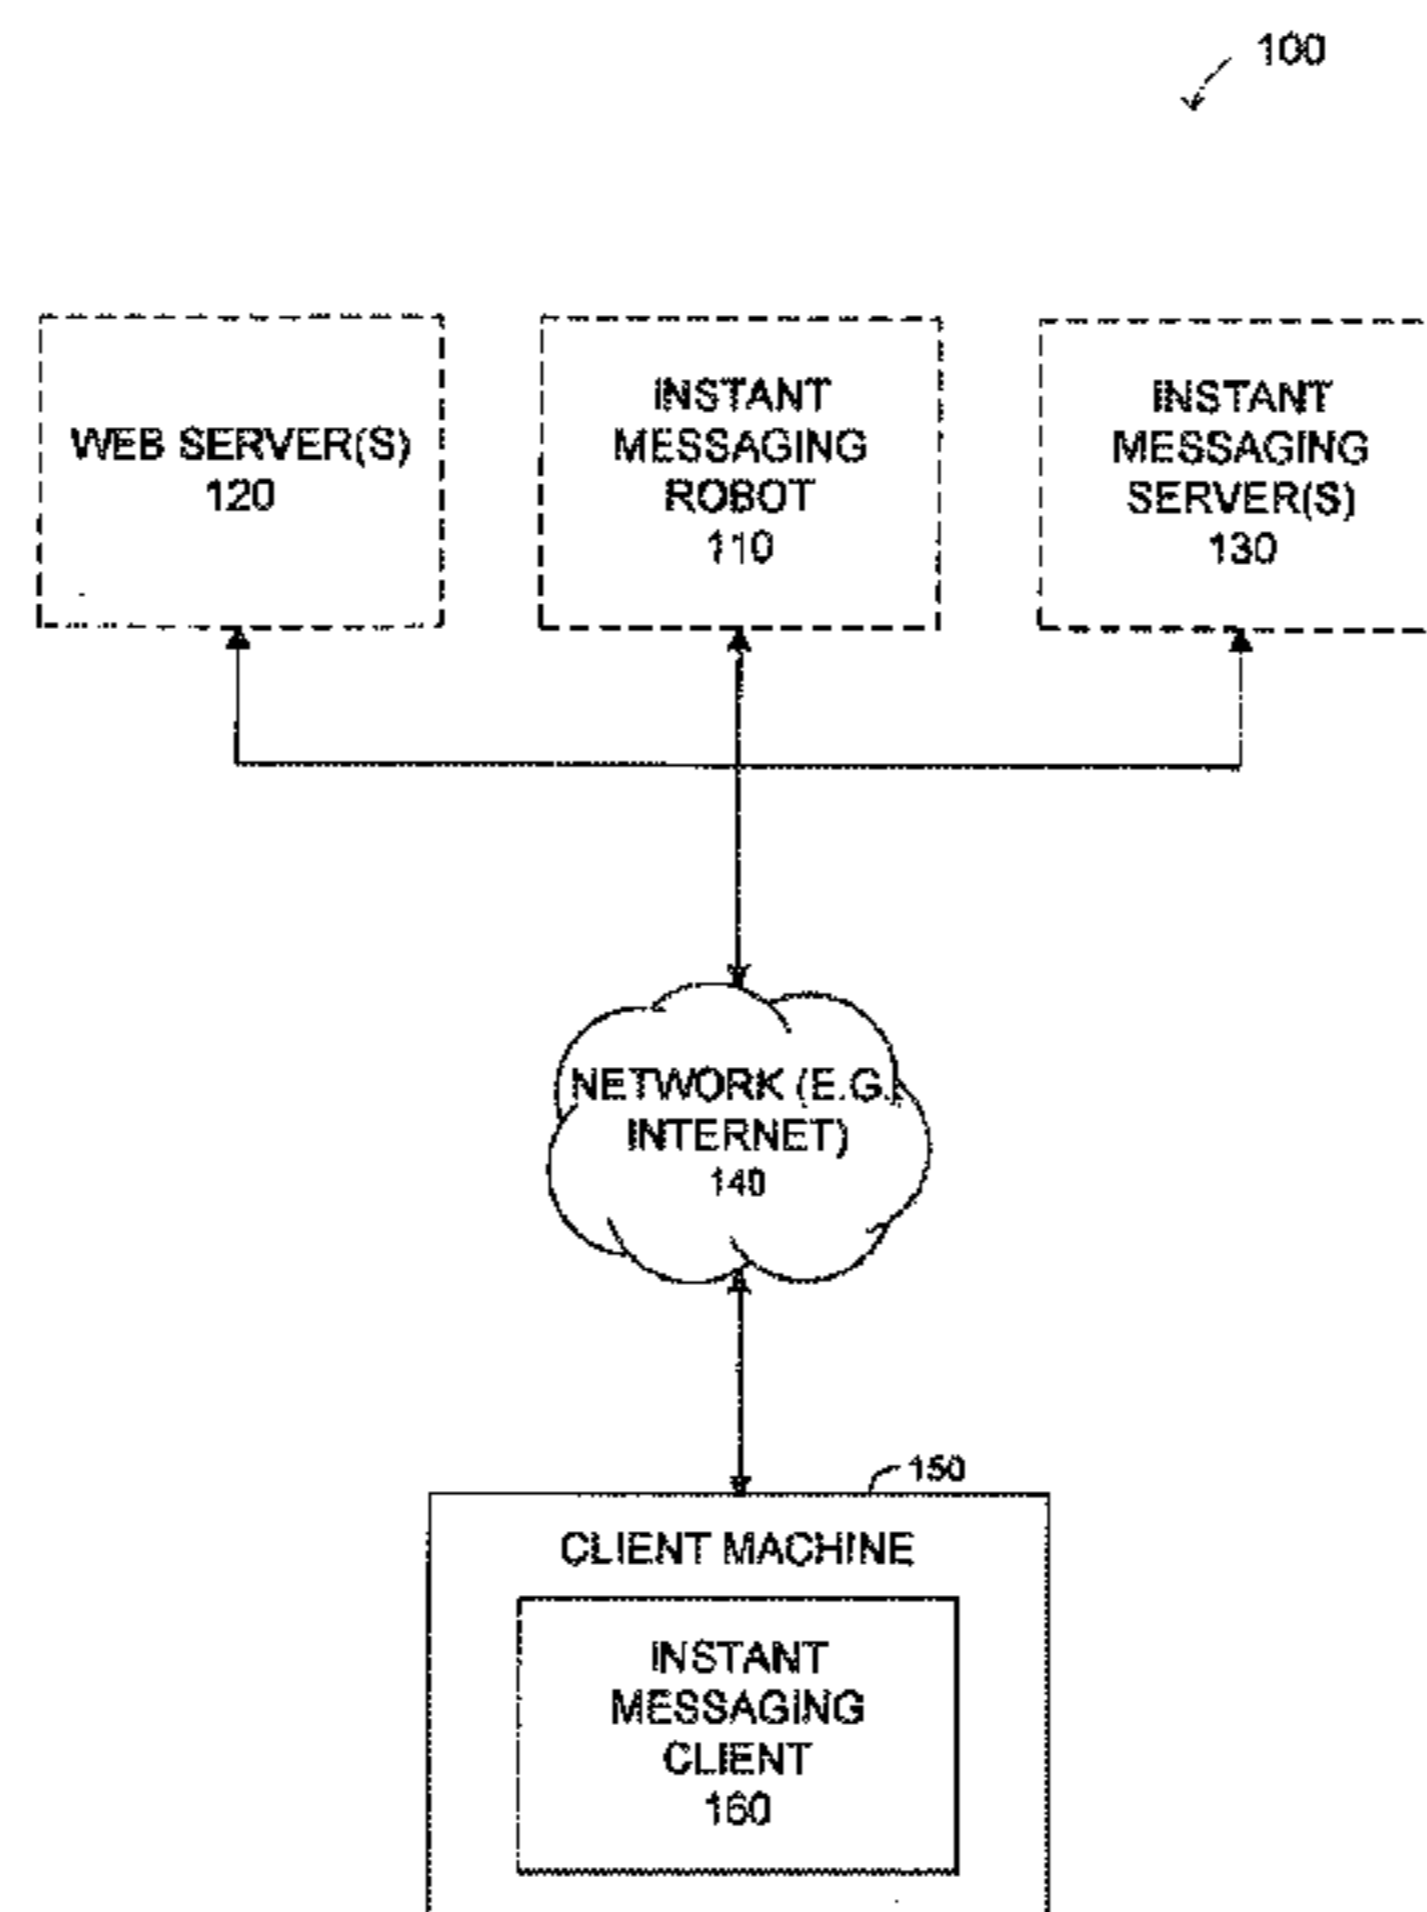 100
WEB SERVER(S)
120
INSTANT
MESSAGING
ROBOT
110
INSTANT
MESSAGING
SERVER(S)
130
NETWORK (E.G.,
INTERNET)
140
150
CLIENT MACHINE
INSTANT
MESSAGING
CLIENT
160